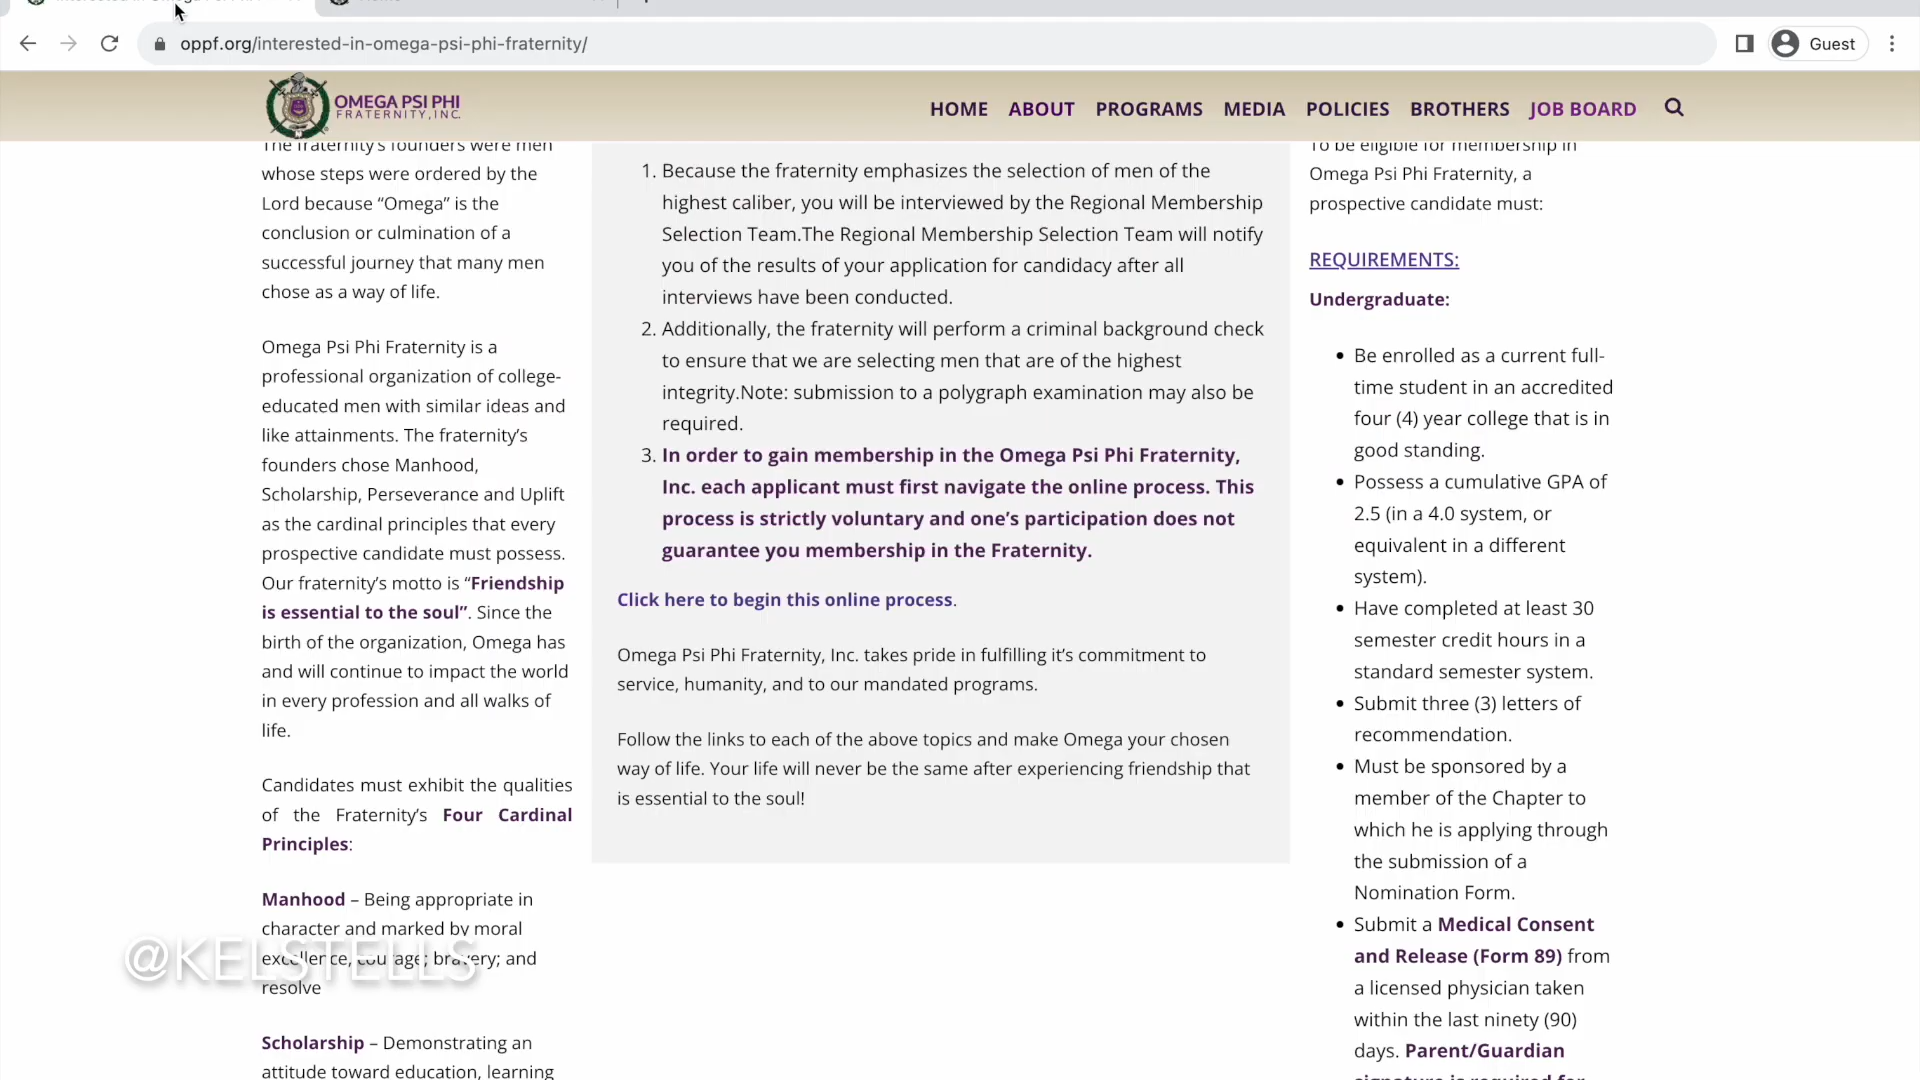 oppf.org/interested-in-omega-psi-phi-fraternity/
Guest
OMEGA PSI PHI
FRATERNITY, INC.
HOME ABOUT PROGRAMS MEDIA POLICIES BROTHERS JOB BOARD
The fraternity's founders were men
whose steps were ordered by the
Lord because “Omega” is the
conclusion or culmination of a
successful journey that many men
chose as a way of life.
Omega Psi Phi Fraternity is a
professional organization of college-
educated men with similar ideas and
like attainments. The fraternity’s
founders chose Manhood,
Scholarship, Perseverance and Uplift
as the cardinal principles that every
prospective candidate must possess.
Our fraternity’s motto is “Friendship
is essential to the soul”. Since the
birth of the organization, Omega has
and will continue to impact the world
in every profession and all walks of
life.
Candidates must exhibit the qualities
of the Fraternity’s Four Cardinal
Principles:
Manhood – Being appropriate in
character and marked by moral
excellence, courage; bravery; and
resolve
Scholarship – Demonstrating an
attitude toward education, learning
@KELSTELLS
1. Because the fraternity emphasizes the selection of men of the
highest caliber, you will be interviewed by the Regional Membership
Selection Team.The Regional Membership Selection Team will notify
you of the results of your application for candidacy after all
interviews have been conducted.
2. Additionally, the fraternity will perform a criminal background check
to ensure that we are selecting men that are of the highest
integrity.Note: submission to a polygraph examination may also be
required.
3. In order to gain membership in the Omega Psi Phi Fraternity,
Inc. each applicant must first navigate the online process. This
process is strictly voluntary and one’s participation does not
guarantee you membership in the Fraternity.
Click here to begin this online process.
Omega Psi Phi Fraternity, Inc. takes pride in fulfilling it’s commitment to
service, humanity, and to our mandated programs.
Follow the links to each of the above topics and make Omega your chosen
way of life. Your life will never be the same after experiencing friendship that
is essential to the soul!
To be eligible for membership in
Omega Psi Phi Fraternity, a
prospective candidate must:
REQUIREMENTS:
Undergraduate:
• Be enrolled as a current full-
time student in an accredited
four (4) year college that is in
good standing.
• Possess a cumulative GPA of
2.5 (in a 4.0 system, or
equivalent in a different
system).
• Have completed at least 30
semester credit hours in a
standard semester system.
• Submit three (3) letters of
recommendation.
• Must be sponsored by a
member of the Chapter to
which he is applying through
the submission of a
Nomination Form.
• Submit a Medical Consent
and Release (Form 89) from
a licensed physician taken
within the last ninety (90)
days. Parent/Guardian
signature is required for